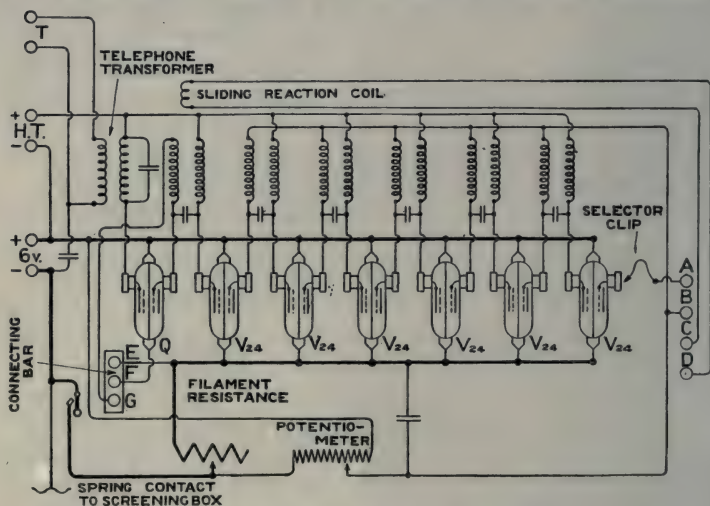 T
TELEPHONE
TRANSFORMER
SLIDING REACTION COIL.
+
H.T.
-
+
6v.
-
SELECTOR
CLIP
A
B
C
D
CONNECTING
BAR
E
F
G
Q
V24
V24
V24
V24
V24
V24
FILAMENT
RESISTANCE
POTENTIO-
METER
SPRING CONTACT
TO SCREENING BOX